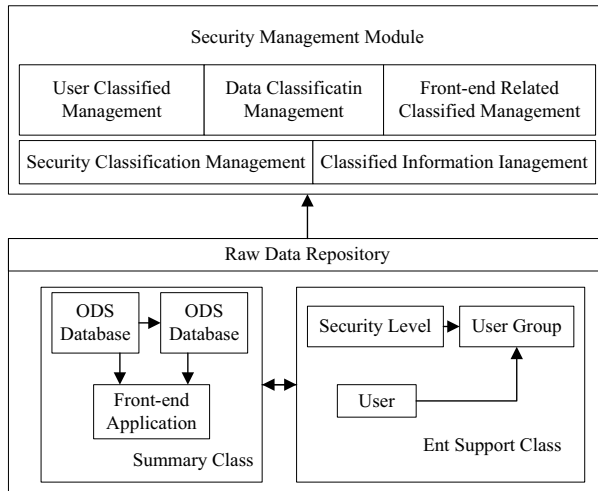 Security Management Module
User Classified
Management
Data Classificatin
Management
Front-end Related
Classified Management
Security Classification Management
Classified Information Ianagement
Raw Data Repository
ODS
Database
ODS
Database
Front-end
Application
Summary Class
Security Level
User Group
User
Ent Support Class